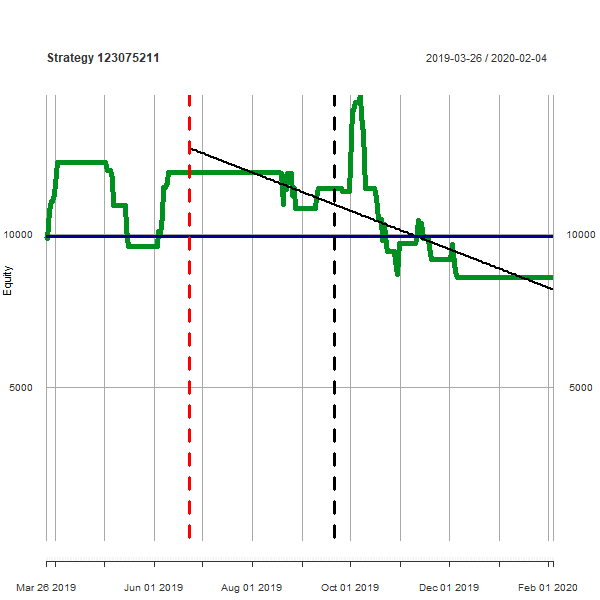 Strategy 123075211
2019-03-26 / 2020-02-04
10000
10000
Equity
5000
5000
Mar 26 2019
Jun 01 2019
Aug 01 2019
Oct 01 2019
Dec 01 2019
Feb 01 2020